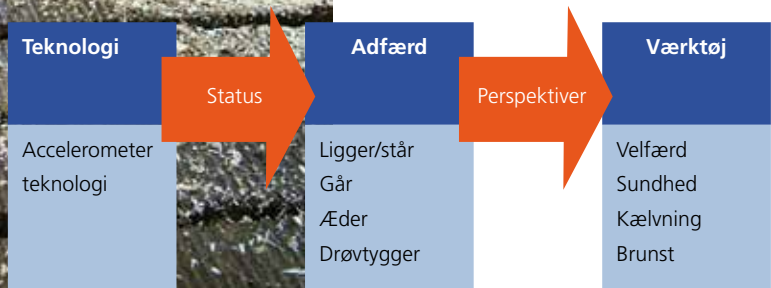 Teknologi
Accelerometer
teknologi
Status
Adfærd
Ligger/står
Går
Æder
Drøvtygger
Perspektiver
Værktøj
Velfærd
Sundhed
Kælvning
Brunst